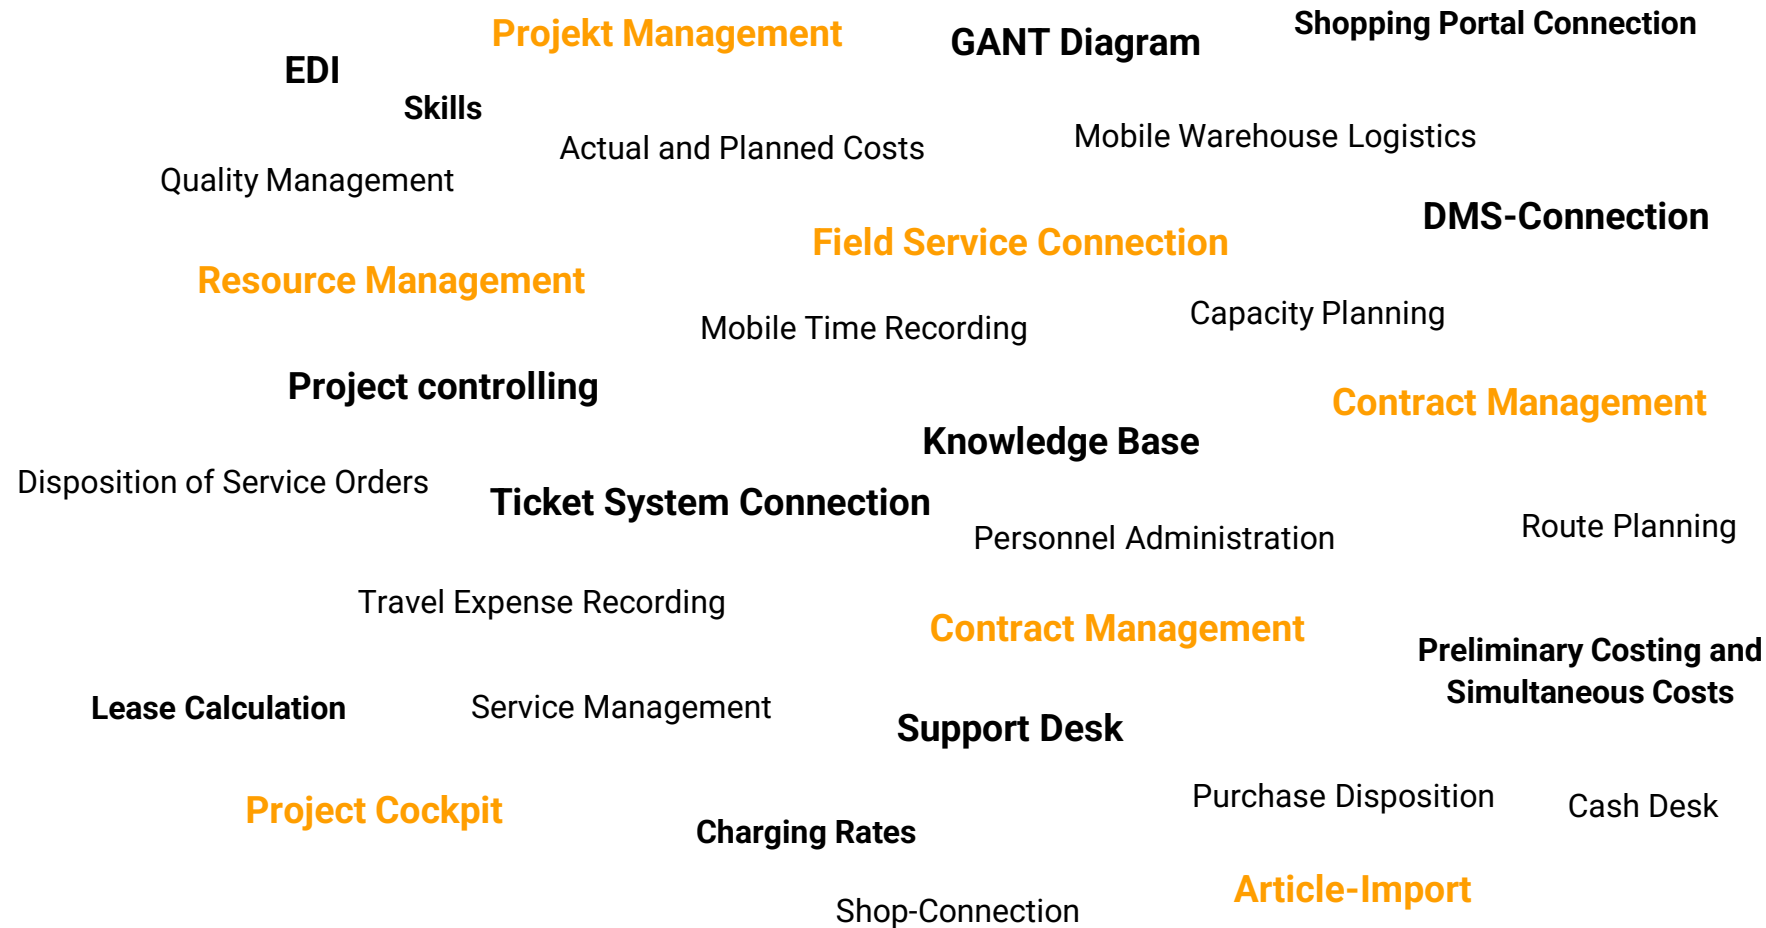 Projekt Management
GANT Diagram
Shopping Portal Connection
EDI
Skills
Actual and Planned Costs
Mobile Warehouse Logistics
Quality Management
DMS-Connection
Field Service Connection
Resource Management
Mobile Time Recording
Capacity Planning
Project controlling
Contract Management
Knowledge Base
Disposition of Service Orders
Ticket System Connection
Personnel Administration
Route Planning
Travel Expense Recording
Contract Management
Preliminary Costing and
Simultaneous Costs
Lease Calculation
Service Management
Support Desk
Project Cockpit
Charging Rates
Purchase Disposition
Cash Desk
Article-Import
Shop-Connection